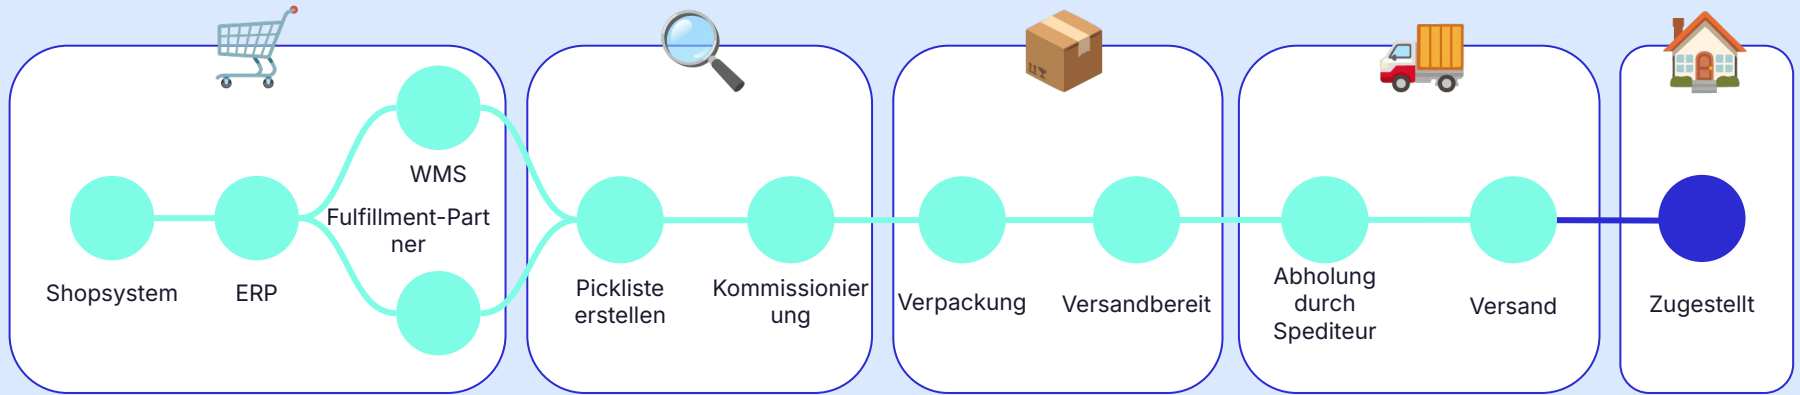 Shopsystem
ERP
WMS
Fulfillment-Part
ner
Pickliste
erstellen
Kommissionier
ung
Verpackung
Versandbereit
Abholung
durch
Spediteur
Versand
Zugestellt